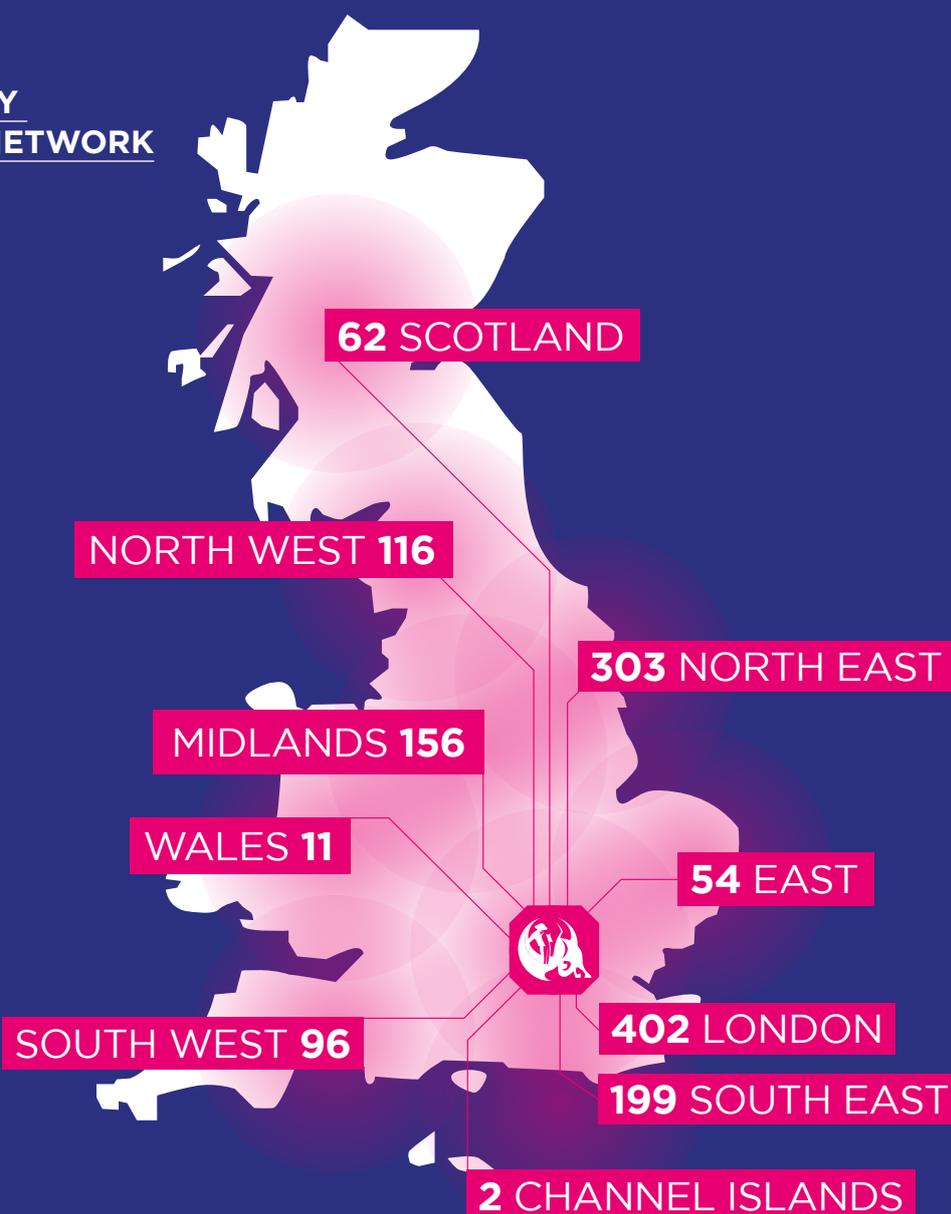 Y
NETWORK
62 SCOTLAND
NORTH WEST 116
303 NORTH EAST
MIDLANDS 156
WALES 11
54 EAST
402 LONDON
SOUTH WEST 96
199 SOUTH EAST
2 CHANNEL ISLANDS